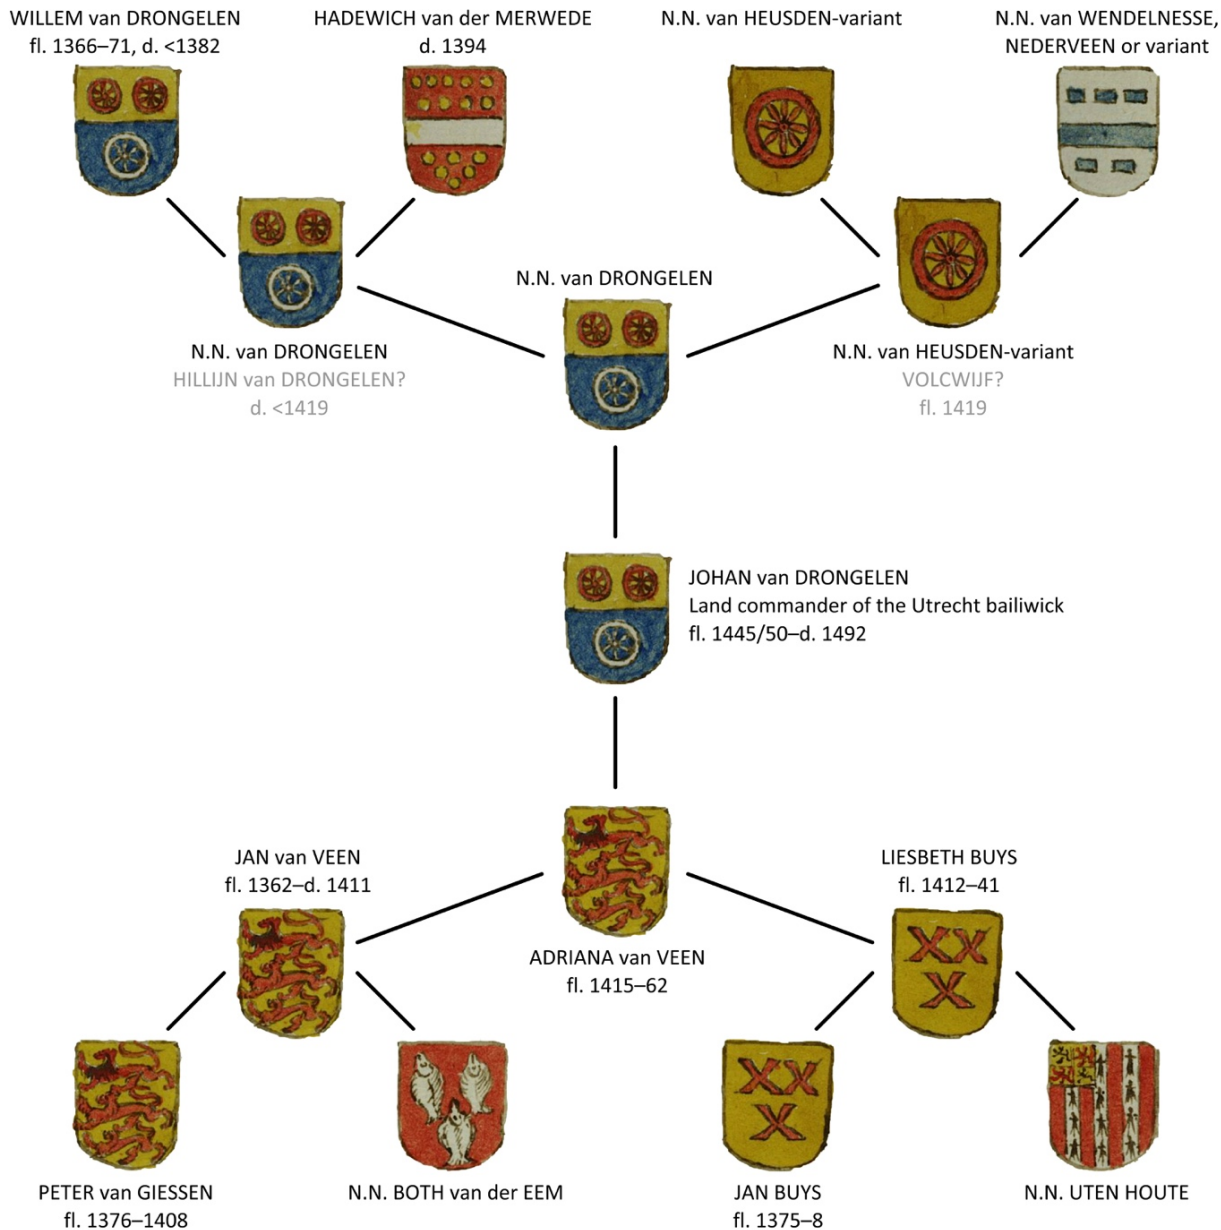 WILLEM van DRONGELEN
fl. 1366–71, d. <1382
HADEWICH van der MERWEDE
d. 1394
N.N. van HEUSDEN-variant
N.N. van WENDELNESSE,
NEDERVEEN or variant
N.N. van DRONGELEN
HILLIJN van DRONGELEN?
d. <1419
N.N. van DRONGELEN
N.N. van HEUSDEN-variant
VOLCWIJF?
fl. 1419
JOHAN van DRONGELEN
Land commander of the Utrecht bailiwick
fl. 1445/50–d. 1492
JAN van VEEN
fl. 1362–d. 1411
ADRIANA van VEEN
fl. 1415–62
LIESBETH BUYS
fl. 1412–41
PETER van GIESSEN
fl. 1376–1408
N.N. BOTH van der EEM
JAN BUYS
fl. 1375–8
N.N. UTEN HOUTE